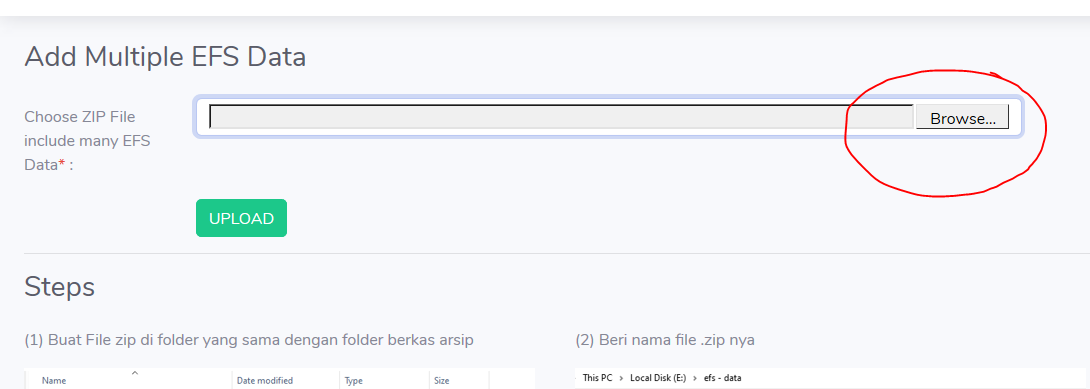 Add Multiple EFS Data
Choose ZIP File
include many EFS
Data* :
Browse...
UPLOAD
Steps
(1) Buat File zip di folder yang sama dengan folder berkas arsip
(2) Beri nama file .zip nya
Name Date modified Type Size
This PC > Local Disk (E:) > efs - data